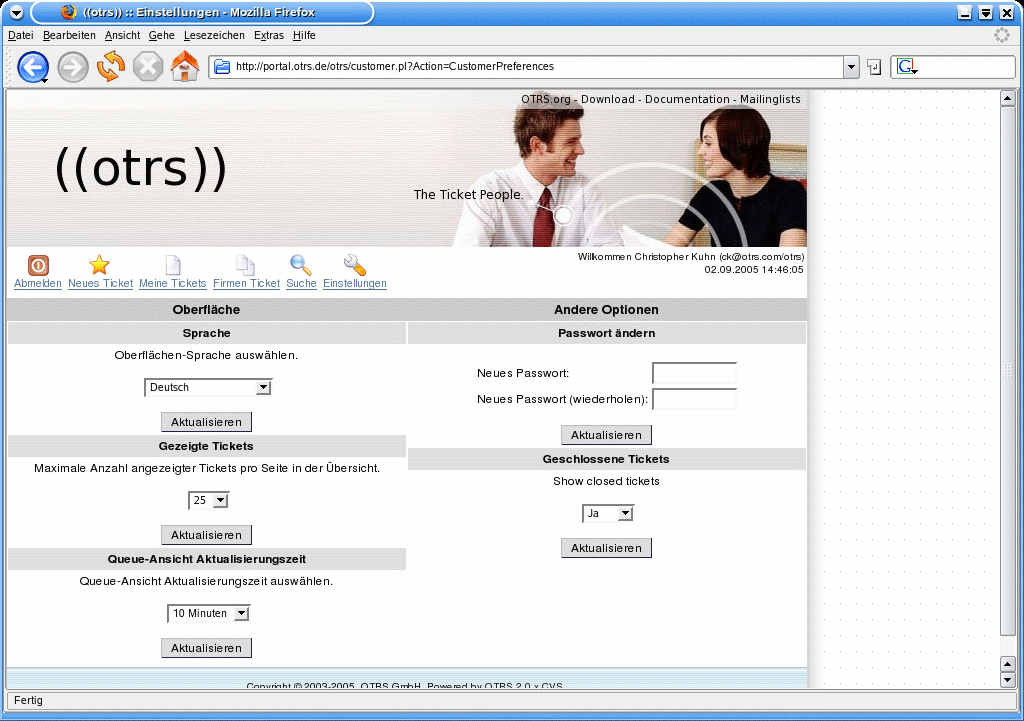 ((otrs)) :: Einstellungen - Mozilla Firefox
Datei Bearbeiten Ansicht Gehe Lesezeichen Extras Hilfe
http://portal.otrs.de/otrs/customer.pl?Action=CustomerPreferences
G
OTRS.org - Download - Documentation - Mailinglists
((otrs))
The Ticket People.
Willkommen Christopher Kuhn (ck@otrs.com/otrs)
02.09.2005 14:46:05
Abmelden Neues Ticket Meine Tickets Firmen Ticket Suche Einstellungen
Oberfläche
Sprache
Oberflächen-Sprache auswählen.
Deutsch
Aktualisieren
Gezeigte Tickets
Maximale Anzahl angezeigter Tickets pro Seite in der Übersicht.
25
Aktualisieren
Queue-Ansicht Aktualisierungszeit
Queue-Ansicht Aktualisierungszeit auswählen.
10 Minuten
Aktualisieren
Andere Optionen
Passwort ändern
Neues Passwort:
Neues Passwort (wiederholen):
Aktualisieren
Geschlossene Tickets
Show closed tickets
Ja
Aktualisieren
Copyright © 2003-2005, OTRS GmbH, Powered by OTRS 2.0.x CVS
Fertig